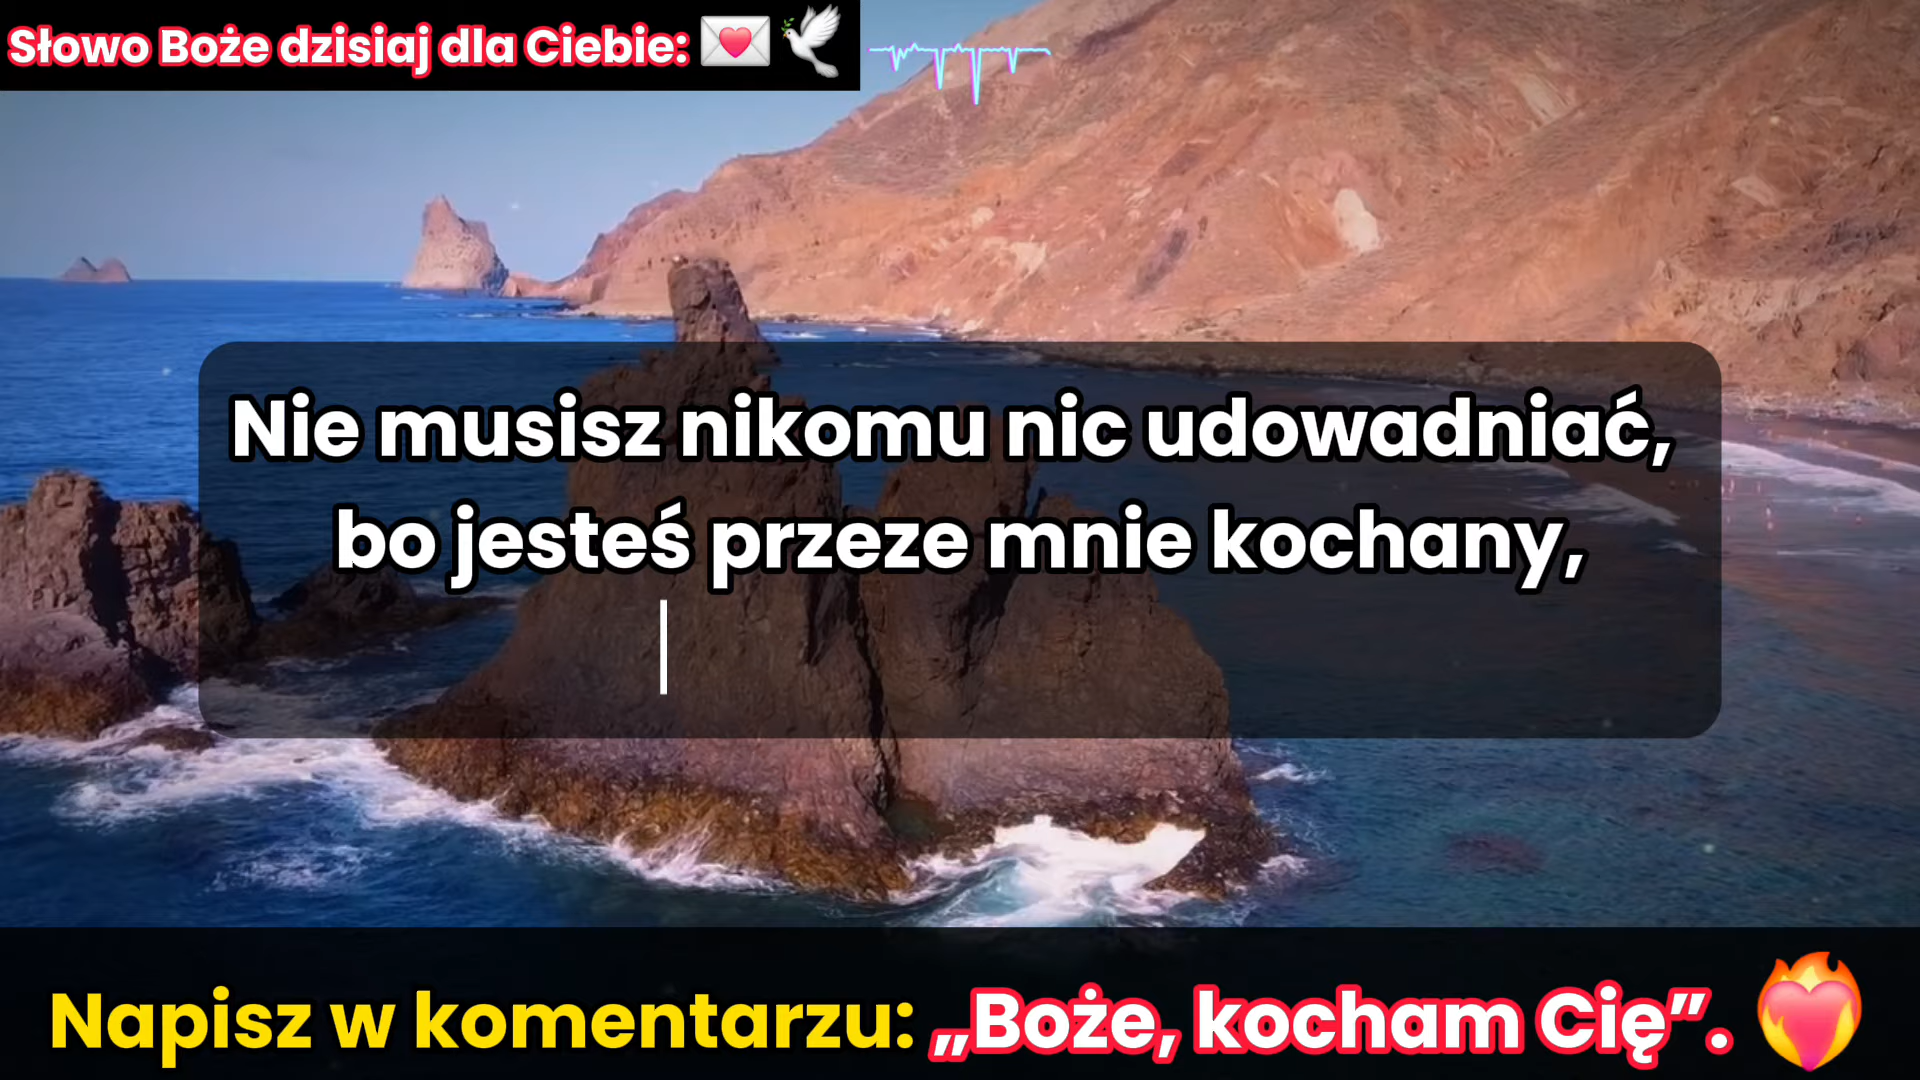 Słowo Boże dzisiaj dla Ciebie:
Nie musisz nikomu nic udowadniać,
bo jesteś przeze mnie kochany,
Napisz w komentarzu: „Boże, kocham Cię”.